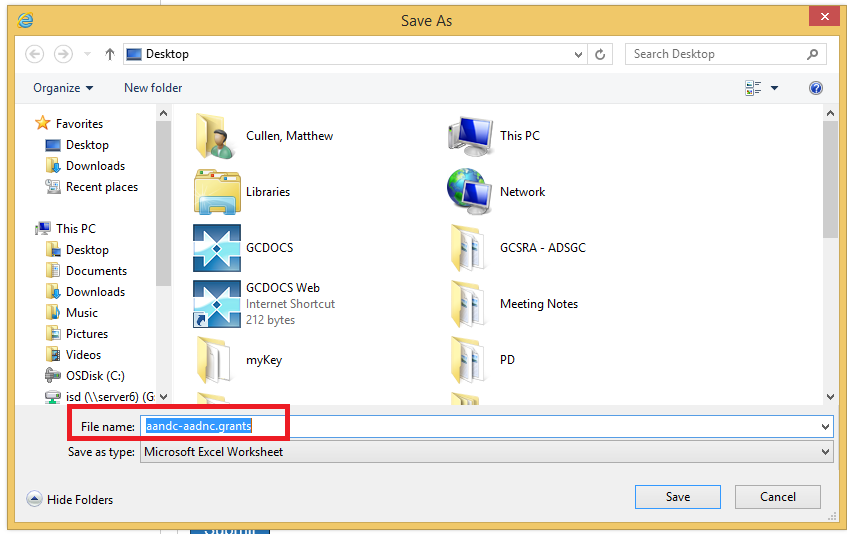 Save As
Desktop
Search Desktop
Organize
New folder
Favorites
Desktop
Downloads
Recent places
This PC
Desktop
Documents
Downloads
Music
Pictures
Videos
OSDisk (C:)
isd (\\server6) (G:
Cullen, Matthew
This PC
Libraries
Network
GCDOCS
GCSRA - ADSGC
GCDOCS Web
Internet Shortcut
212 bytes
Meeting Notes
myKey
PD
File name: aandc-aadnc.grants
Save as type: Microsoft Excel Worksheet
Hide Folders
Save
Cancel